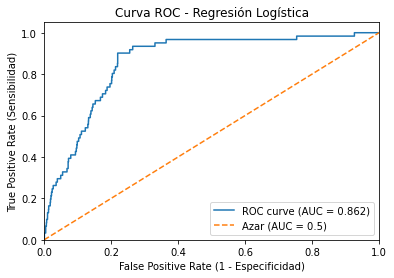 Curva ROC - Regresión Logística
True Positive Rate (Sensibilidad)
1.0
0.8
0.6
0.4
0.2
0.0
0.0 0.2 0.4 0.6 0.8 1.0
False Positive Rate (1 - Especificidad)
ROC curve (AUC = 0.862)
Azar (AUC = 0.5)